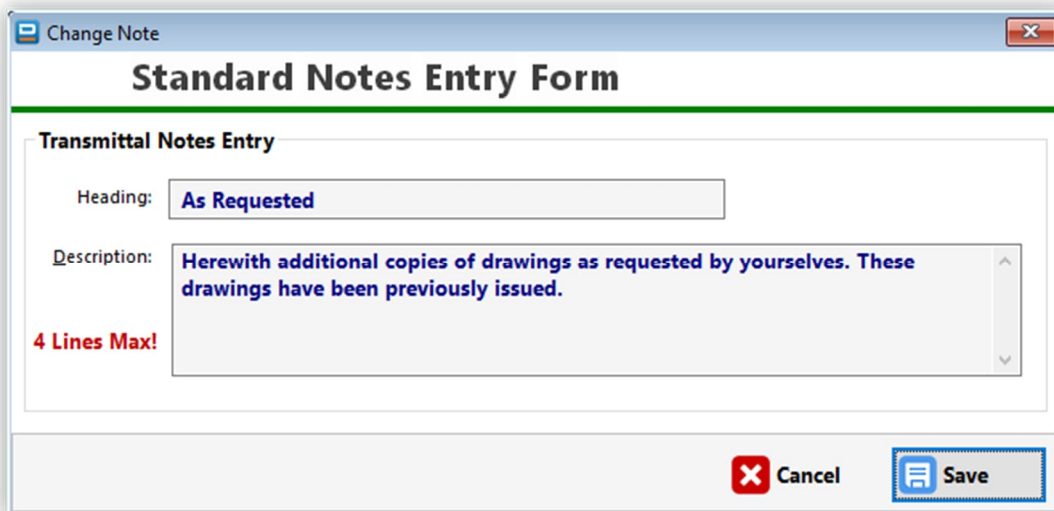 Change Note
Standard Notes Entry Form
Transmittal Notes Entry
Heading: As Requested
Description: Herewith additional copies of drawings as requested by yourselves. These
drawings have been previously issued.
4 Lines Max!
Cancel Save